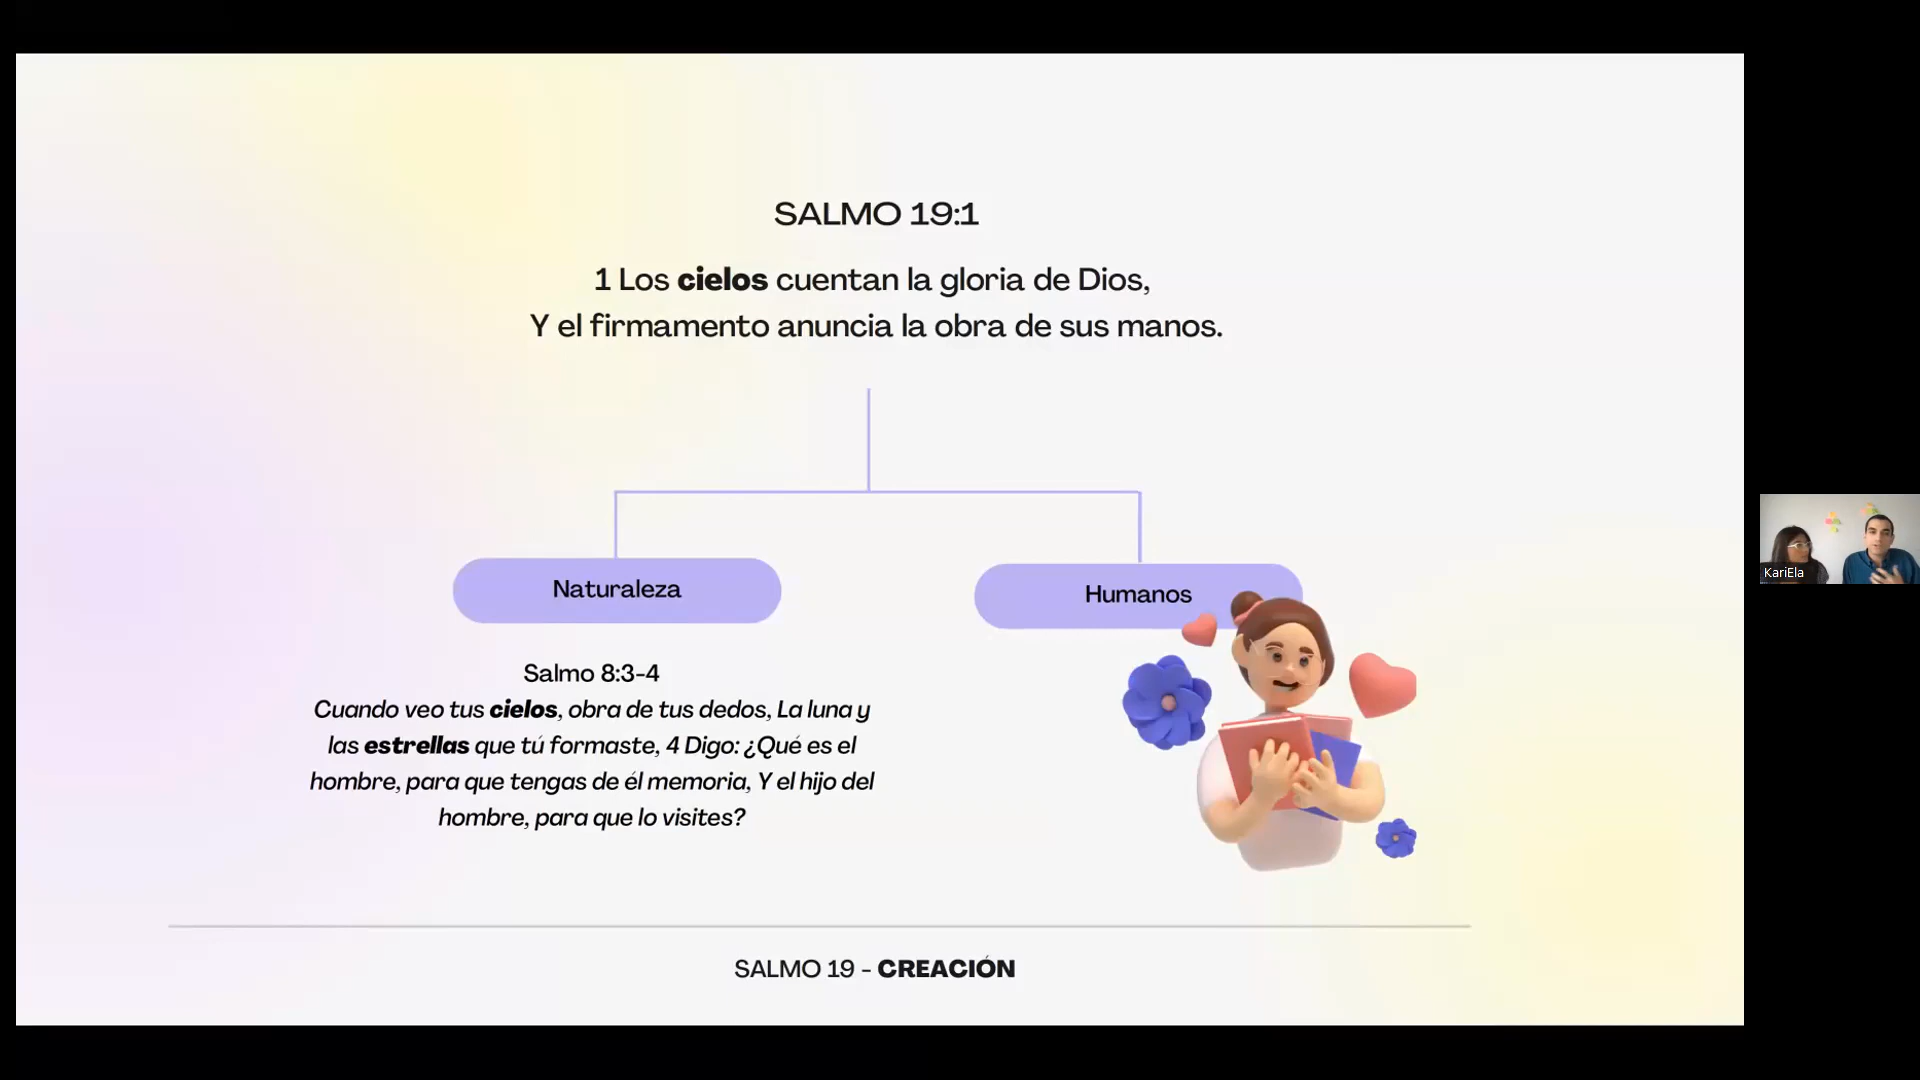 SALMO 19:1
1 Los cielos cuentan la gloria de Dios,
Y el firmamento anuncia la obra de sus manos.
Naturaleza
Humanos
Salmo 8:3-4
Cuando veo tus cielos, obra de tus dedos, La luna y
las estrellas que tú formaste, 4 Digo: ¿Qué es el
hombre, para que tengas de él memoria, Y el hijo del
hombre, para que lo visites?
SALMO 19 - CREACIÓN
KariEla